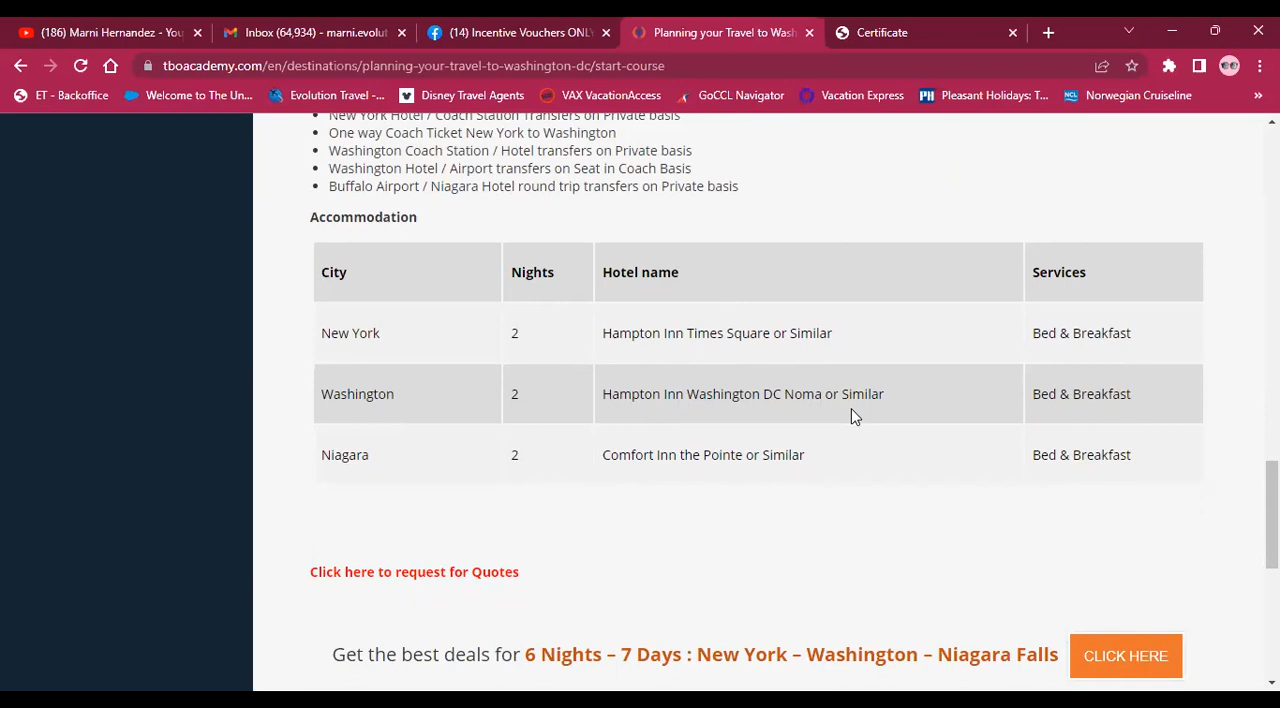 (186) Marni Hernandez - You
Inbox (64,934) - marni.evolut
(14) Incentive Vouchers ONLY
Planning your Travel to Wash
Certificate
tboacademy.com/en/destinations/planning-your-travel-to-washington-dc/start-course
ET - Backoffice
Welcome to The Un...
Evolution Travel -...
Disney Travel Agents
VAX VacationAccess
GoCCL Navigator
Vacation Express
PH Pleasant Holidays: T...
NCL Norwegian Cruiseline
»
• New York Hotel / Coach Station Transfers on Private basis
• One way Coach Ticket New York to Washington
• Washington Coach Station / Hotel transfers on Private basis
• Washington Hotel / Airport transfers on Seat in Coach Basis
• Buffalo Airport / Niagara Hotel round trip transfers on Private basis
Accommodation
City Nights Hotel name Services
New York 2 Hampton Inn Times Square or Similar Bed & Breakfast
Washington 2 Hampton Inn Washington DC Noma or Similar Bed & Breakfast
Niagara 2 Comfort Inn the Pointe or Similar Bed & Breakfast
Click here to request for Quotes
Get the best deals for 6 Nights – 7 Days : New York – Washington – Niagara Falls CLICK HERE